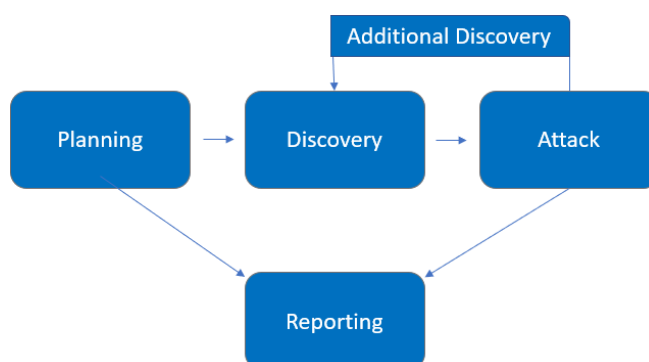 Additional Discovery
Planning
Discovery
Attack
Reporting